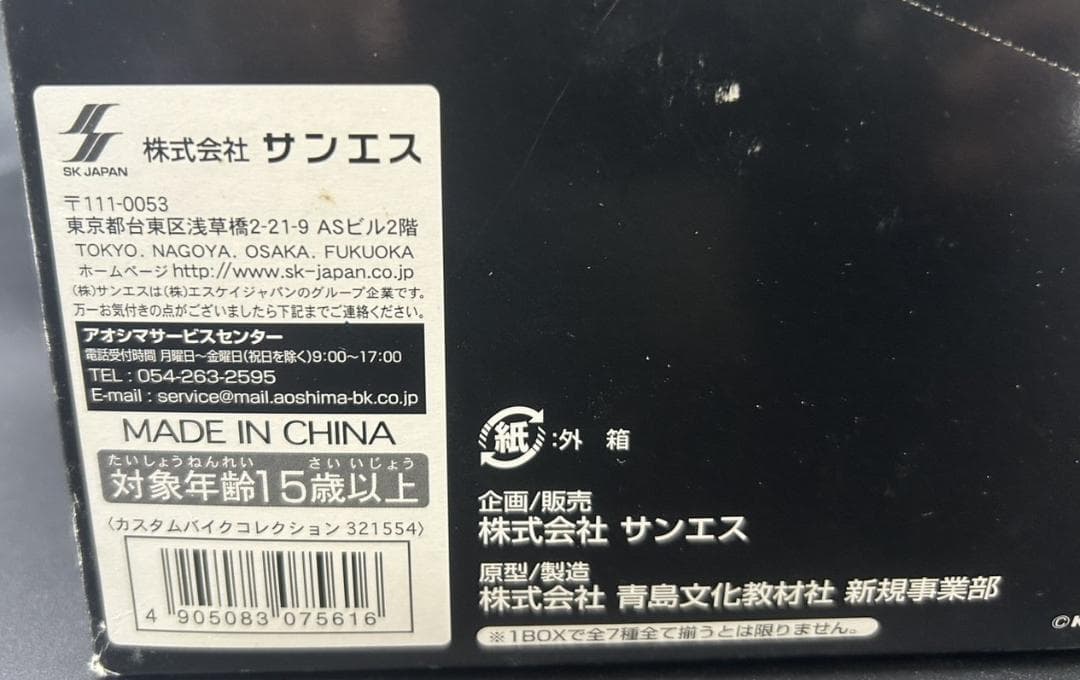 SK JAPAN
株式会社 サンエス
〒111-0053
東京都台東区浅草橋2-21-9 ASビル2階
TOKYO. NAGOYA. OSAKA. FUKUOKA
ホームページ http://www.sk-japan.co.jp
(株)サンエスは(株)エスケイジャパンのグループ企業です。
万一お気付きの点がございましたら下記までご連絡ください。
アオシマサービスセンター
電話受付時間 月曜日〜金曜日(祝日を除く)9:00〜17:00
TEL : 054-263-2595
E-mail : service@mail.aoshima-bk.co.jp
MADE IN CHINA
たいしょうねんれい さい いじょう
対象年齢15歳以上
〈カスタムバイクコレクション 321554〉
4 905083 075616
紙:外 箱
企画/販売
株式会社 サンエス
原型/製造
株式会社 青島文化教材社 新規事業部
※1BOXで全7種全て揃うとは限りません。